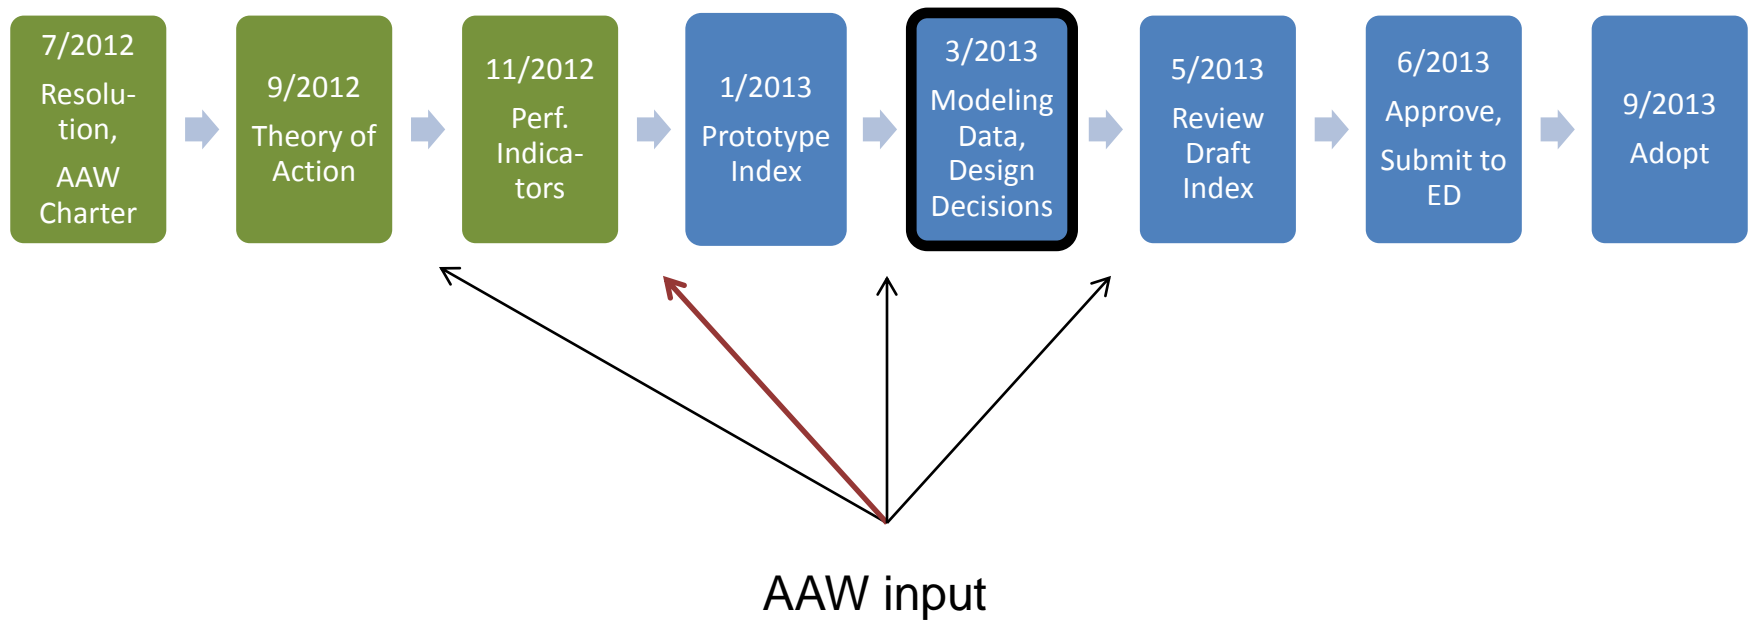 7/2012
Resolu-
tion,
AAW
Charter
9/2012
Theory of
Action
11/2012
Perf.
Indica-
tors
1/2013
Prototype
Index
3/2013
Modeling
Data,
Design
Decisions
5/2013
Review
Draft
Index
6/2013
Approve,
Submit to
ED
9/2013
Adopt
AAW input